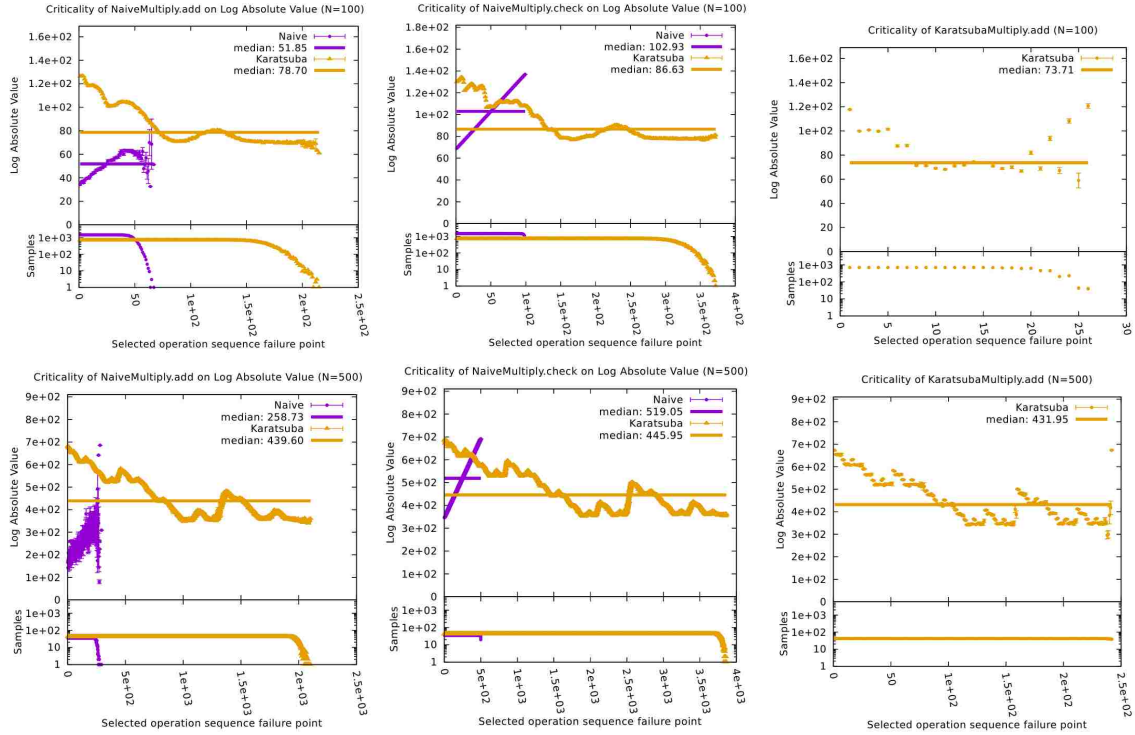 Criticality of NaiveMultiply.add on Log Absolute Value (N=100)
1.6e+02
1.4e+02
1.2e+02
1e+02
80
60
40
20
0
Log Absolute Value
Naive
median: 51.85
Karatsuba
median: 78.70
1e+03
1e+02
10
1
Samples
0
50
1e+02
1.5e+02
2e+02
2.5e+02
Selected operation sequence failure point
Criticality of NaiveMultiply.check on Log Absolute Value (N=100)
1.6e+02
1.4e+02
1.2e+02
1e+02
80
60
40
20
0
Log Absolute Value
Naive
median: 102.93
Karatsuba
median: 86.63
1e+03
1e+02
10
1
Samples
0
50
1e+02
1.5e+02
2e+02
2.5e+02
3e+02
3.5e+02
4e+02
Selected operation sequence failure point
Criticality of KaratsubaMultiply.add (N=100)
1.6e+02
1.4e+02
1.2e+02
1e+02
80
60
40
20
0
Log Absolute Value
Karatsuba
median: 73.71
1e+03
1e+02
10
1
Samples
0
5
10
15
20
25
30
Selected operation sequence failure point
Criticality of NaiveMultiply.add on Log Absolute Value (N=500)
9e+02
8e+02
7e+02
6e+02
5e+02
4e+02
3e+02
2e+02
1e+02
0
Log Absolute Value
Naive
median: 258.73
Karatsuba
median: 439.60
1e+03
1e+02
10
1
Samples
0
5e+02
1e+03
1.5e+03
2e+03
2.5e+03
Selected operation sequence failure point
Criticality of NaiveMultiply.check on Log Absolute Value (N=500)
9e+02
8e+02
7e+02
6e+02
5e+02
4e+02
3e+02
2e+02
1e+02
0
Log Absolute Value
Naive
median: 519.05
Karatsuba
median: 445.95
1e+03
1e+02
10
1
Samples
0
5e+02
1e+03
1.5e+03
2e+03
2.5e+03
3e+03
3.5e+03
4e+03
Selected operation sequence failure point
Criticality of KaratsubaMultiply.add (N=500)
9e+02
8e+02
7e+02
6e+02
5e+02
4e+02
3e+02
2e+02
1e+02
0
Log Absolute Value
Karatsuba
median: 431.95
1e+03
1e+02
10
1
Samples
0
50
1e+02
1.5e+02
2e+02
2.5e+02
Selected operation sequence failure point